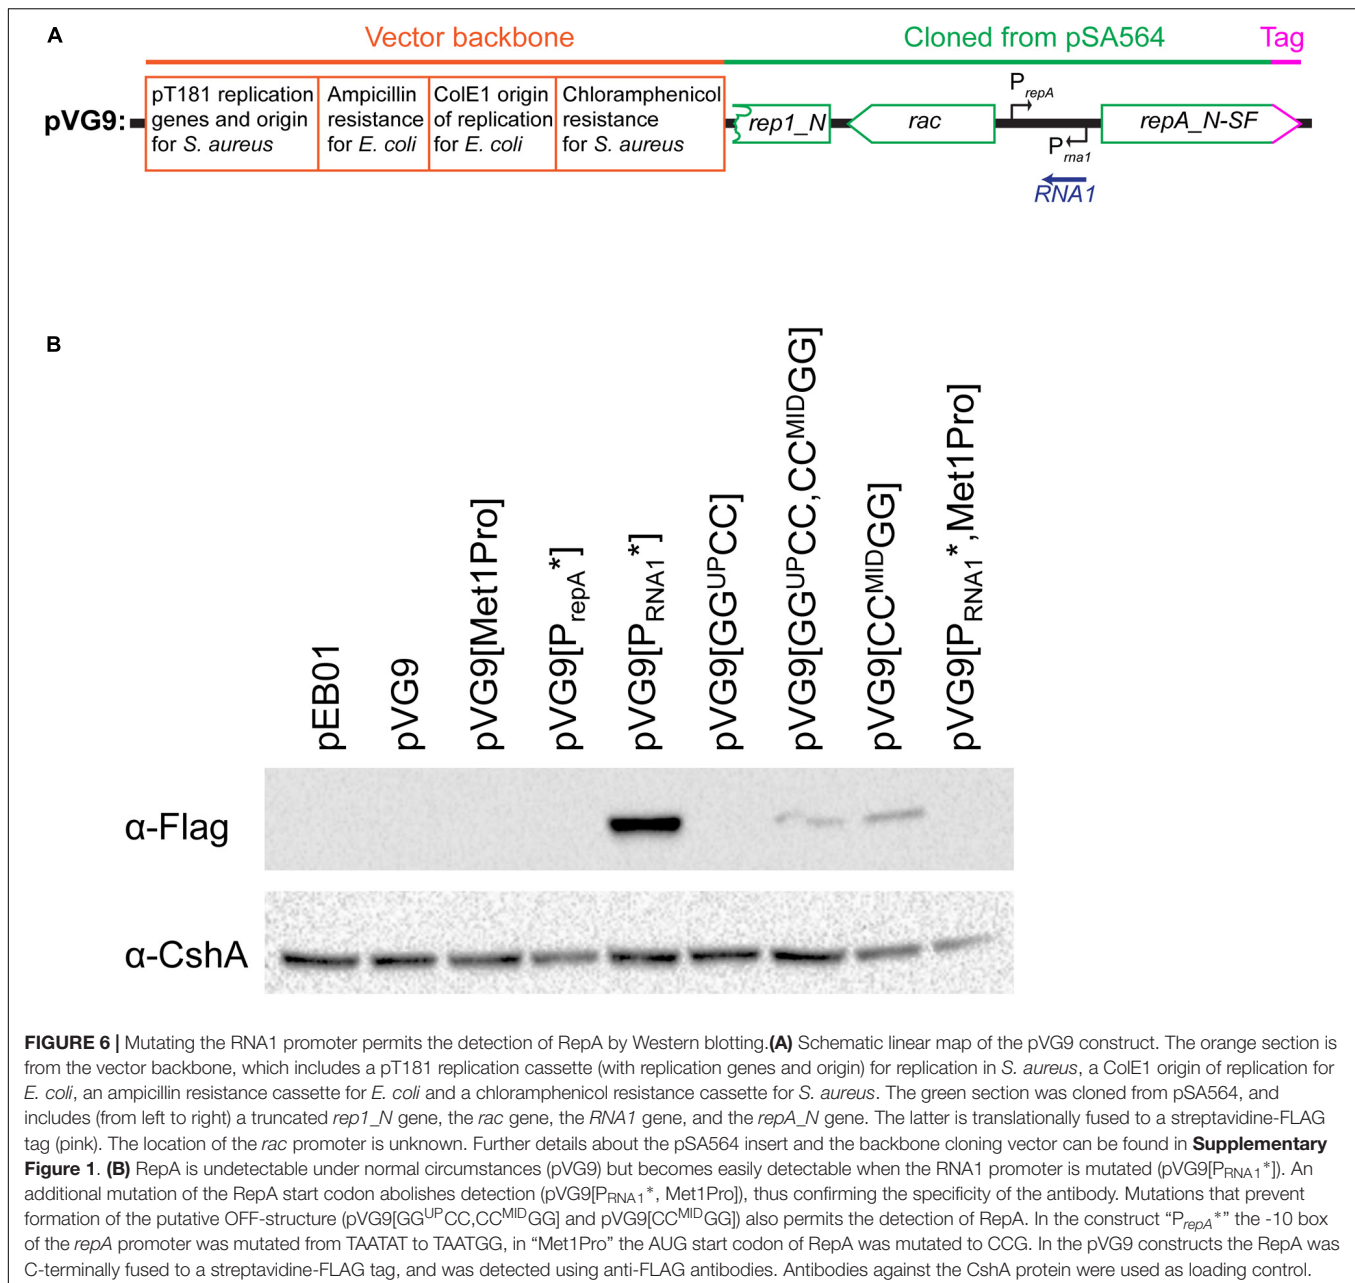 A
Vector backbone
Cloned from pSA564
Tag
pVG9:
pT181 replication
genes and origin
for S. aureus
Ampicillin
resistance
for E. coli
ColE1 origin
of replication
for E. coli
Chloramphenicol
resistance
for S. aureus
rep1_N
rac
PrepA
Prna1
RNA1
repA_N-SF
B
pEB01
pVG9
pVG9[Met1Pro]
pVG9[PrepA*]
pVG9[PRNA1*]
pVG9[GGUPCC]
pVG9[GGUPCC,CCMIDGG]
pVG9[CCMIDGG]
pVG9[PRNA1*,Met1Pro]
α-Flag
α-CshA
FIGURE 6 | Mutating the RNA1 promoter permits the detection of RepA by Western blotting.(A) Schematic linear map of the pVG9 construct. The orange section is
from the vector backbone, which includes a pT181 replication cassette (with replication genes and origin) for replication in S. aureus, a ColE1 origin of replication for
E. coli, an ampicillin resistance cassette for E. coli and a chloramphenicol resistance cassette for S. aureus. The green section was cloned from pSA564, and
includes (from left to right) a truncated rep1_N gene, the rac gene, the RNA1 gene, and the repA_N gene. The latter is translationally fused to a streptavidine-FLAG
tag (pink). The location of the rac promoter is unknown. Further details about the pSA564 insert and the backbone cloning vector can be found in Supplementary
Figure 1. (B) RepA is undetectable under normal circumstances (pVG9) but becomes easily detectable when the RNA1 promoter is mutated (pVG9[PRNA1*]). An
additional mutation of the RepA start codon abolishes detection (pVG9[PRNA1*, Met1Pro]), thus confirming the specificity of the antibody. Mutations that prevent
formation of the putative OFF-structure (pVG9[GGUPCC,CCMIDGG] and pVG9[CCMIDGG]) also permits the detection of RepA. In the construct “PrepA*” the -10 box
of the repA promoter was mutated from TAATAT to TAATGG, in “Met1Pro” the AUG start codon of RepA was mutated to CCG. In the pVG9 constructs the RepA was
C-terminally fused to a streptavidine-FLAG tag, and was detected using anti-FLAG antibodies. Antibodies against the CshA protein were used as loading control.